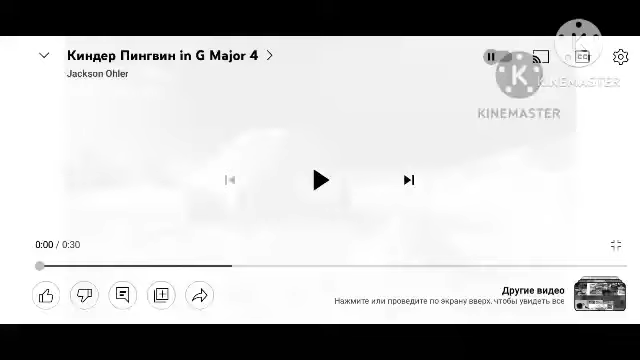 Киндер Пингвин in G Major 4
Jackson Ohler
CC
KINEMASTER
KINEMASTER
0:00 / 0:30
Другие видео
Нажмите или проведите по экрану вверх, чтобы увидеть все